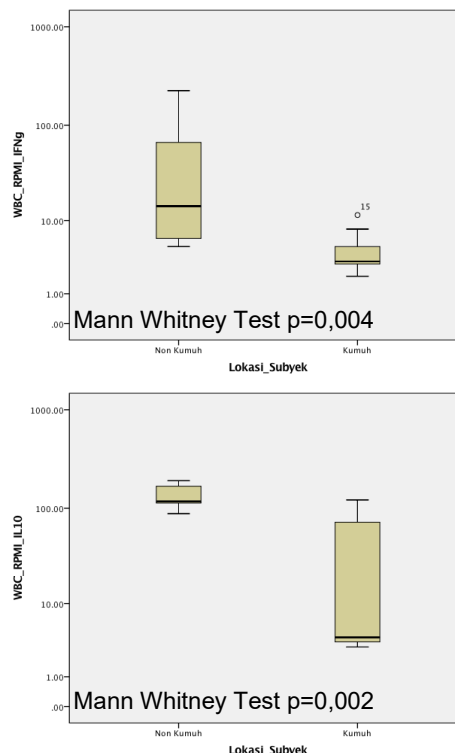 1000.00
100.00
WBC_RPMI_IFNg
15
10.00
1.00
.00
Mann Whitney Test p=0,004
Non Kumuh Kumuh
Lokasi_Subyek
1000.00
100.00
WBC_RPMI_IL10
10.00
1.00
.00
Mann Whitney Test p=0,002
Non Kumuh Kumuh
Lokasi_Subyek